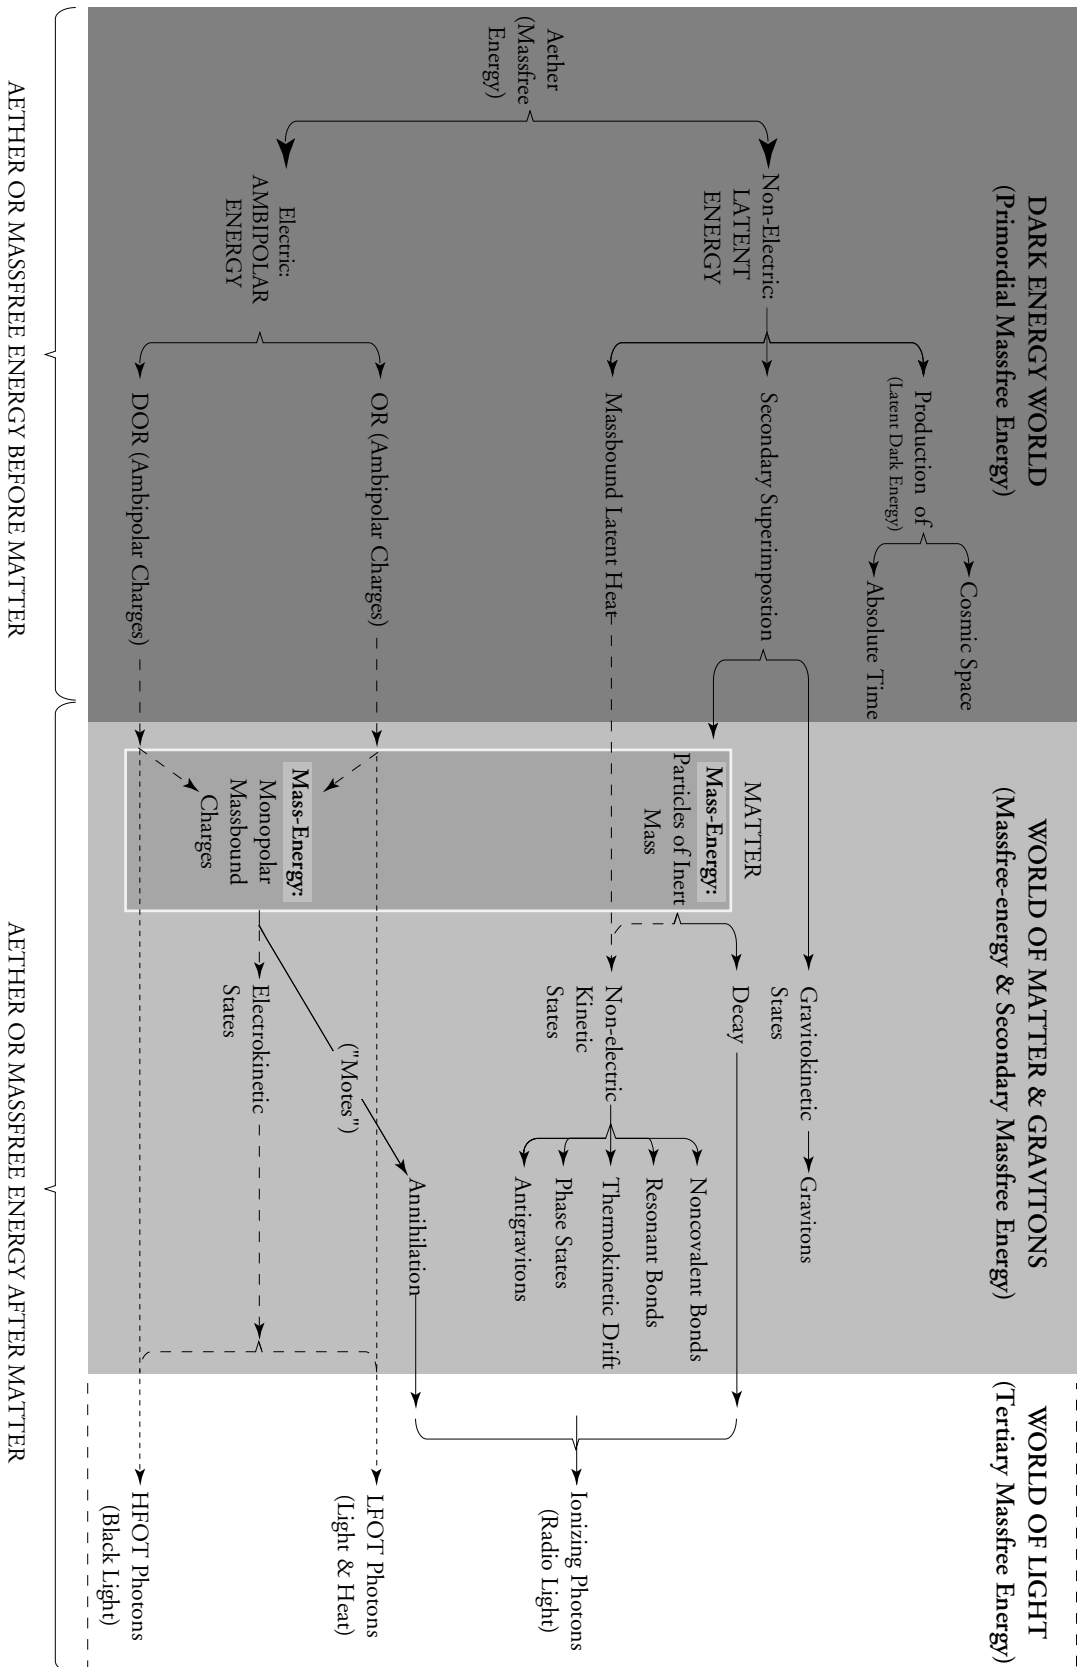 DARK ENERGY WORLD
(Primordial Massfree Energy)
WORLD OF MATTER & GRAVITONS
(Massfree-energy & Secondary Massfree Energy)
WORLD OF LIGHT
(Tertiary Massfree Energy)
Aether
(Massfree
Energy)
Non-Electric:
LATENT
ENERGY
Electric:
AMBIPOLAR
ENERGY
Production of
(Latent Dark Energy)
Cosmic Space
Absolute Time
Secondary Superimpostion
Massbound Latent Heat
OR (Ambipolar Charges)
DOR (Ambipolar Charges)
MATTER
Mass-Energy:
Particles of Inert
Mass
Mass-Energy:
Monopolar
Massbound
Charges
Gravitokinetic
States
Gravitons
Decay
Non-electric
Kinetic
States
Noncovalent Bonds
Resonant Bonds
Thermokinetic Drift
Phase States
Antigravitons
("Motes")
Annihilation
Electrokinetic
States
Ionizing Photons
(Radio Light)
LFOT Photons
(Light & Heat)
HFOT Photons
(Black Light)
AETHER OR MASSFREE ENERGY BEFORE MATTER
AETHER OR MASSFREE ENERGY AFTER MATTER